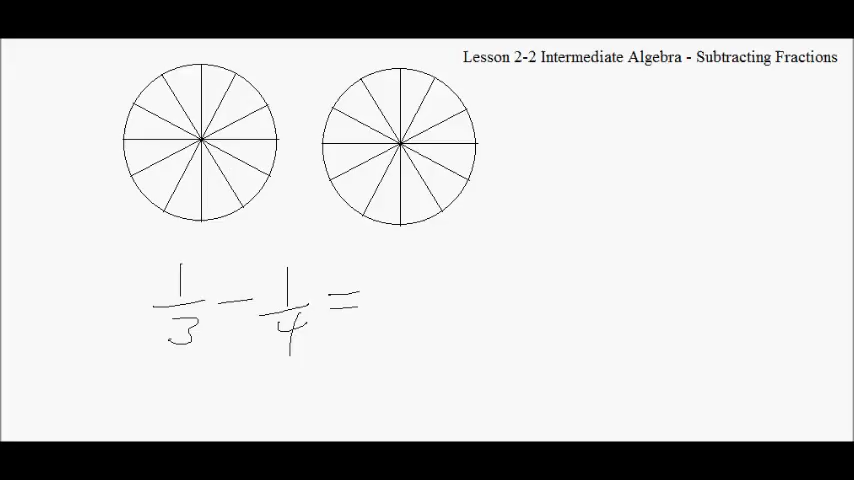 Lesson 2-2 Intermediate Algebra - Subtracting Fractions
1/3 - 1/4 =